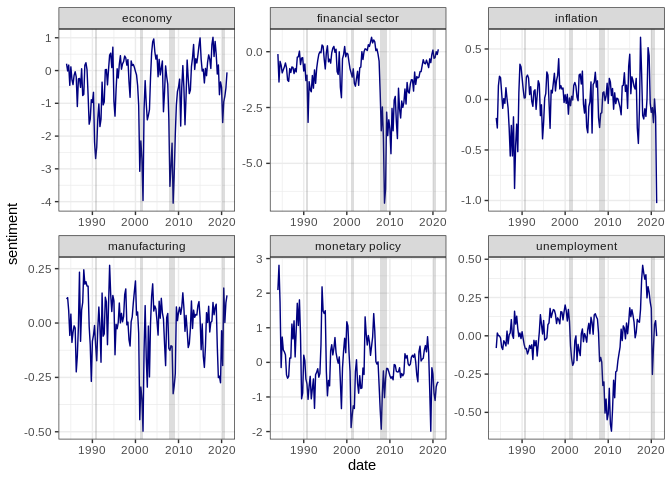 economy
financial sector
inflation
1
0
-1
-2
-3
-4
0.0
-2.5
-5.0
0.5
0.0
-0.5
-1.0
1990 2000 2010 2020
1990 2000 2010 2020
1990 2000 2010 2020
manufacturing
monetary policy
unemployment
0.25
0.00
-0.25
-0.50
3
2
1
0
-1
-2
0.50
0.25
0.00
-0.25
-0.50
1990 2000 2010 2020
1990 2000 2010 2020
1990 2000 2010 2020
sentiment
date